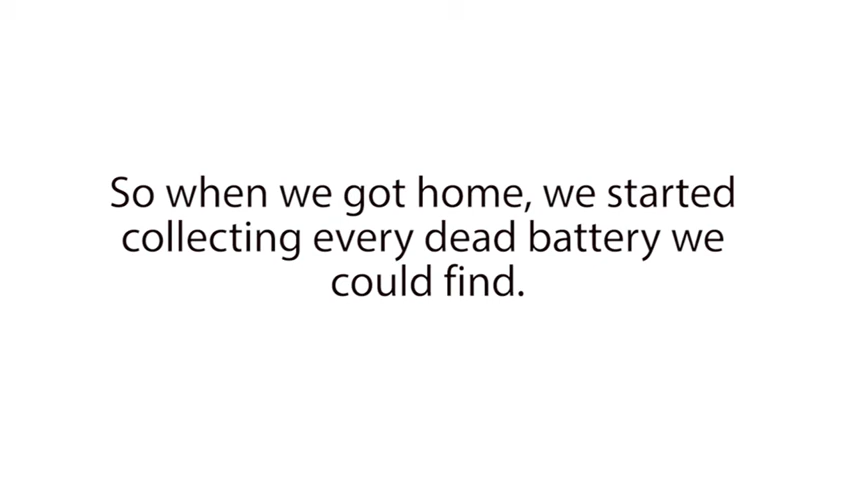 So when we got home, we started
collecting every dead battery we
could find.